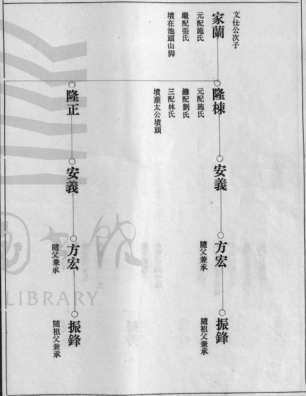 文仕公次子
家蘭
元配施氏
繼配張氏
墳在池頭山脚
隆棟
元配施氏
繼配劉氏
三配林氏
墳塟太公墳頭
安義
方宏
隨父兼承
振鋒
隨祖父兼承
隆正
安義
方宏
隨父兼承
振鋒
隨祖父兼承
LIBRARY